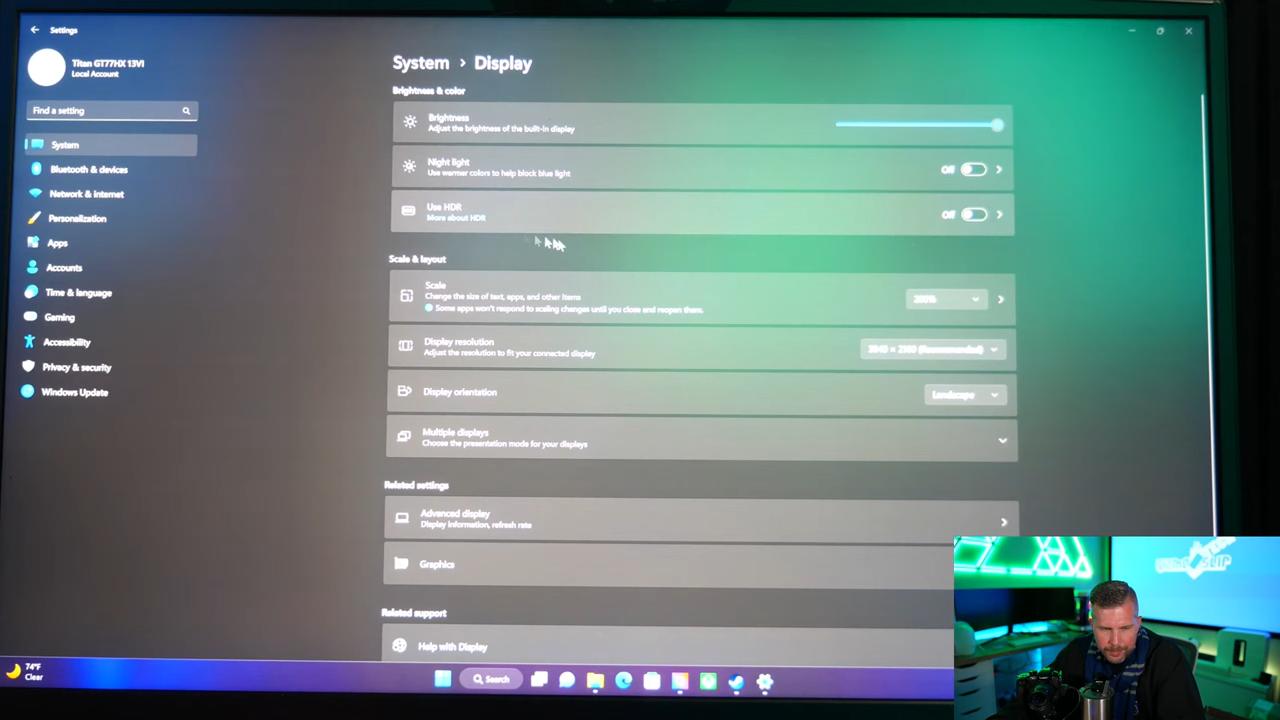 Settings
Titan GT77HX 13VI
Local Account
Find a setting
System
Bluetooth & devices
Network & internet
Personalization
Apps
Accounts
Time & language
Gaming
Accessibility
Privacy & security
Windows Update
System > Display
Brightness & color
Brightness
Adjust the brightness of the built-in display
Night light
Use warmer colors to help block blue light
Off
Use HDR
More about HDR
Off
Scale & layout
Scale
Change the size of text, apps, and other items
Some apps won't respond to scaling changes until you close and reopen them.
Display resolution
Adjust the resolution to fit your connected display
3840 × 2160 (Recommended)
Display orientation
Landscape
Multiple displays
Choose the presentation mode for your displays
Related settings
Advanced display
Display information, refresh rate
Graphics
Related support
Help with Display
74°F
Clear
Search